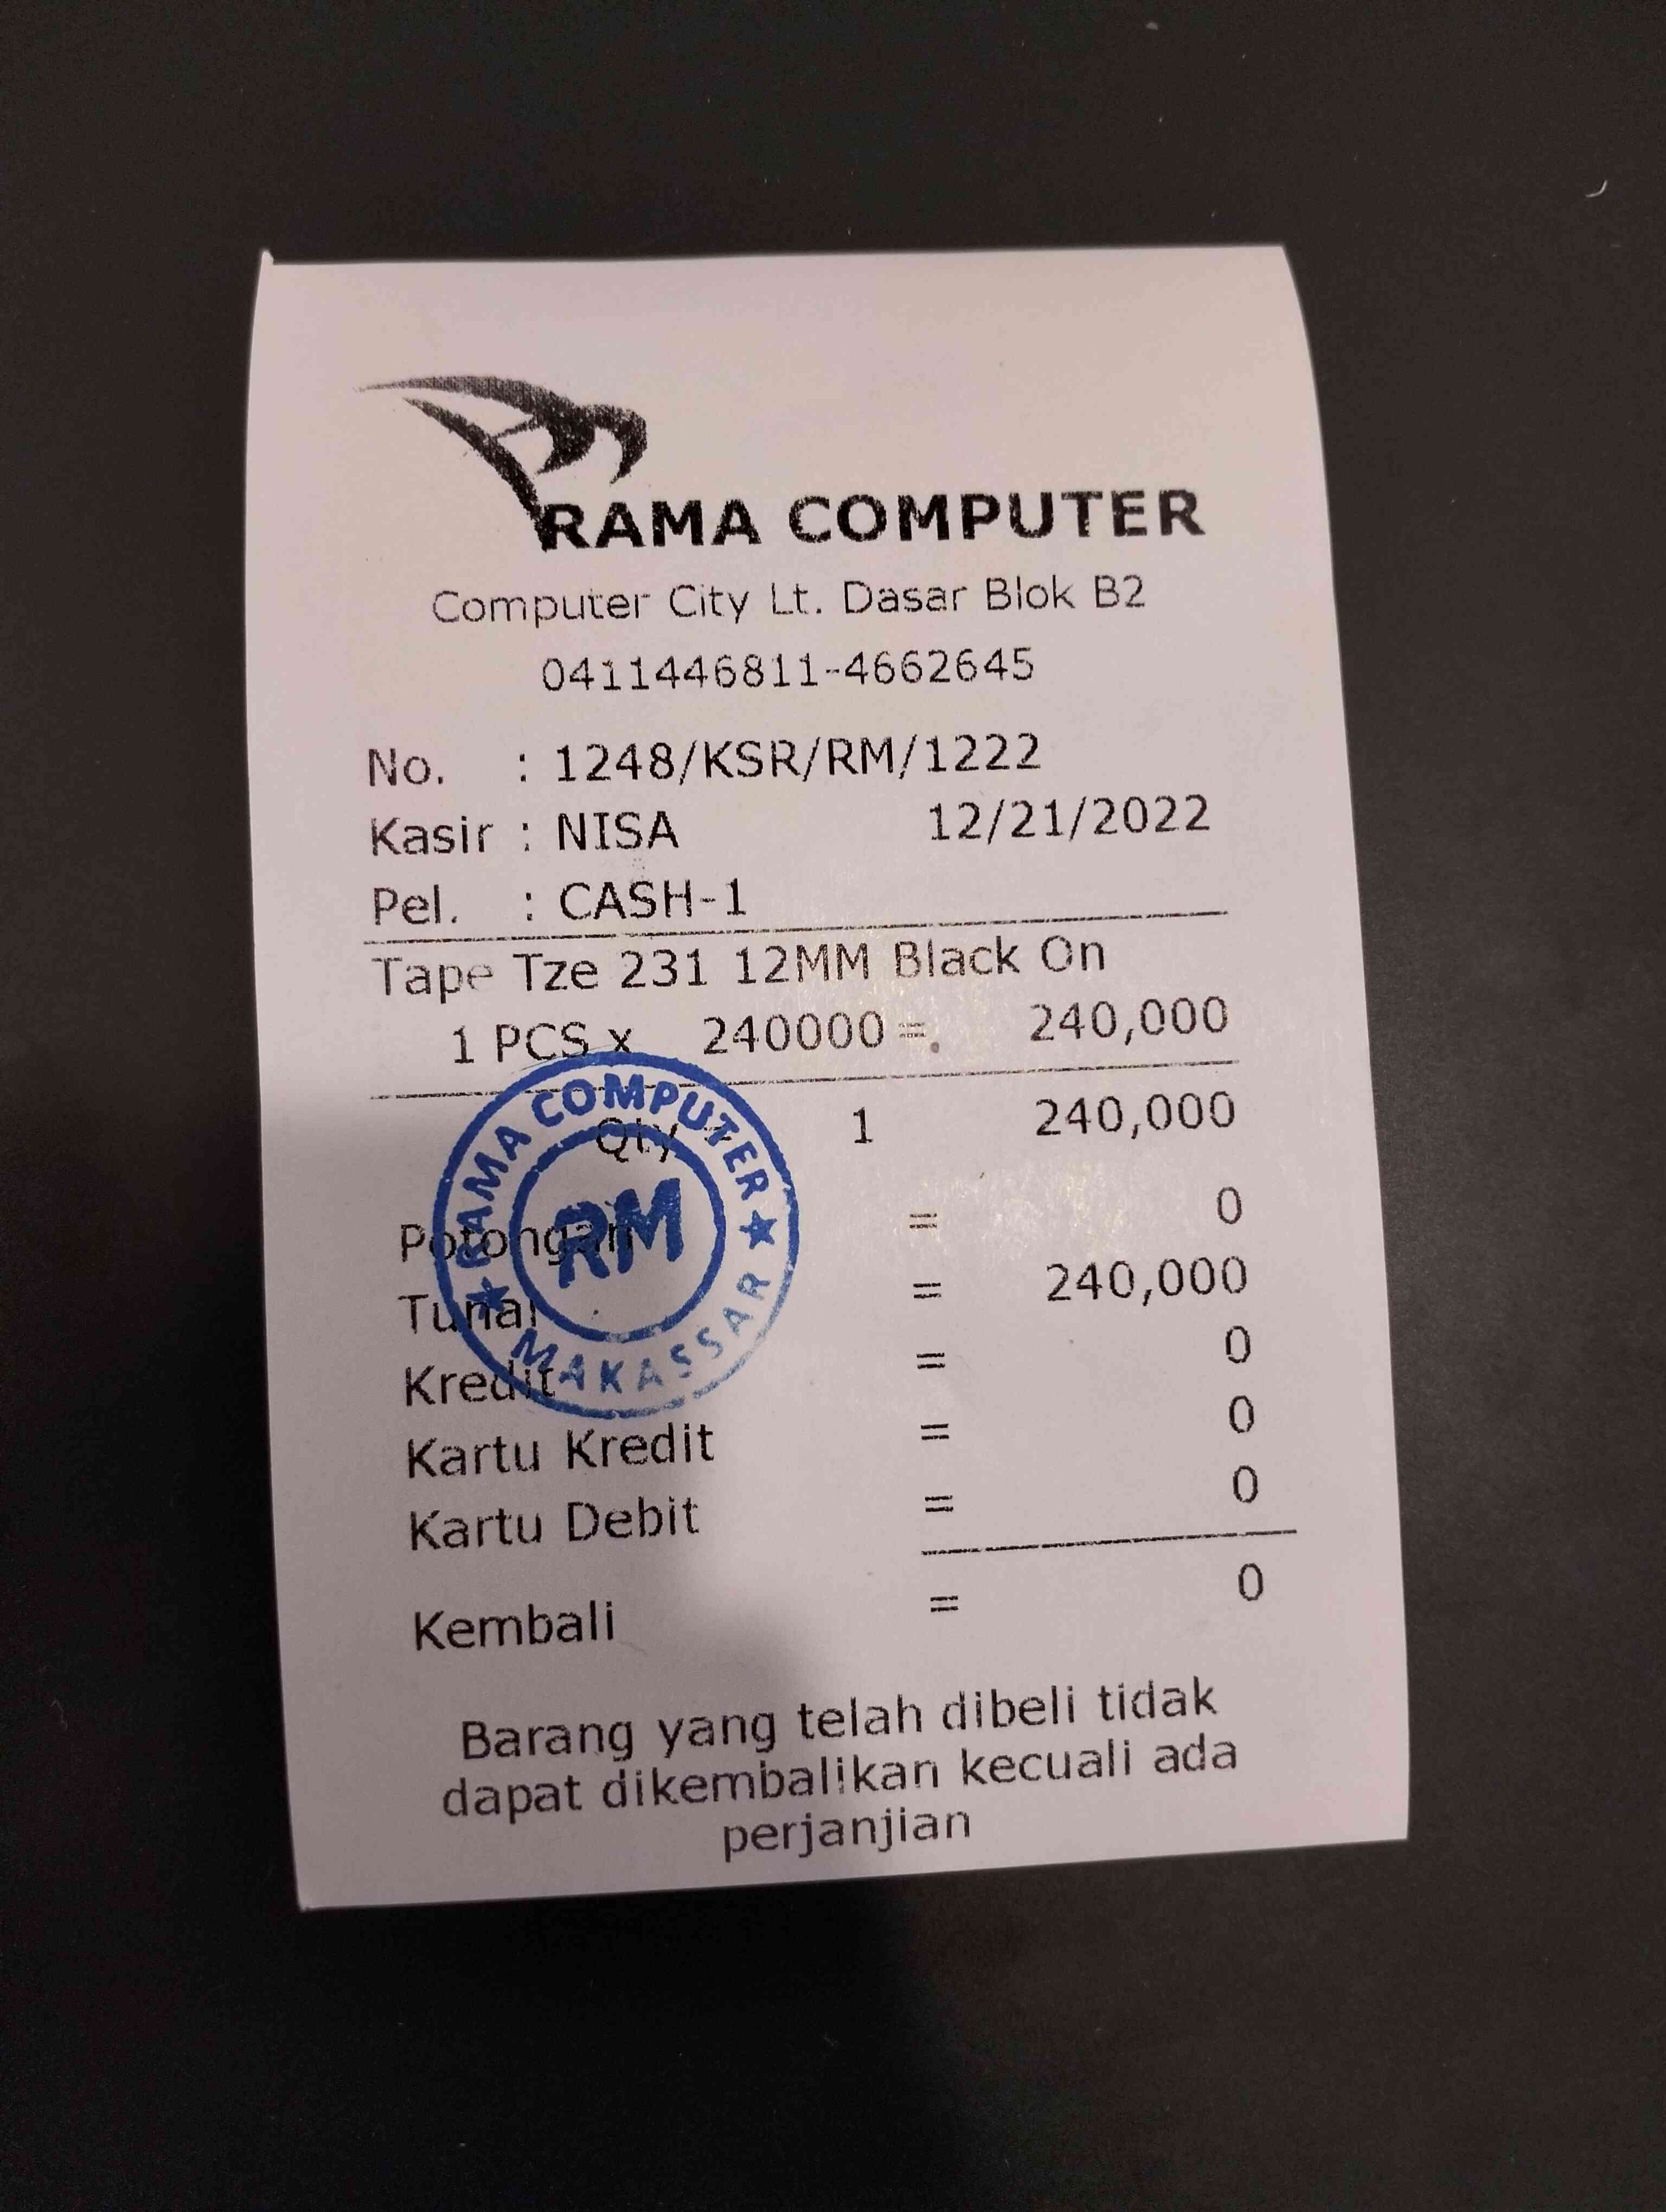 RAMA COMPUTER
Computer City Lt. Dasar Blok B2
0411446811-4662645
No. : 1248/KSR/RM/1222
Kasir : NISA 12/21/2022
Pel. : CASH-1
Tape Tze 231 12MM Black On
1 PCS x 240000 = 240,000
Qty 1 240,000
Potongan = 0
Tunai = 240,000
Kredit = 0
Kartu Kredit = 0
Kartu Debit = 0
Kembali = 0
Barang yang telah dibeli tidak
dapat dikembalikan kecuali ada
perjanjian
RAMA COMPUTER
RM
MAKASSAR